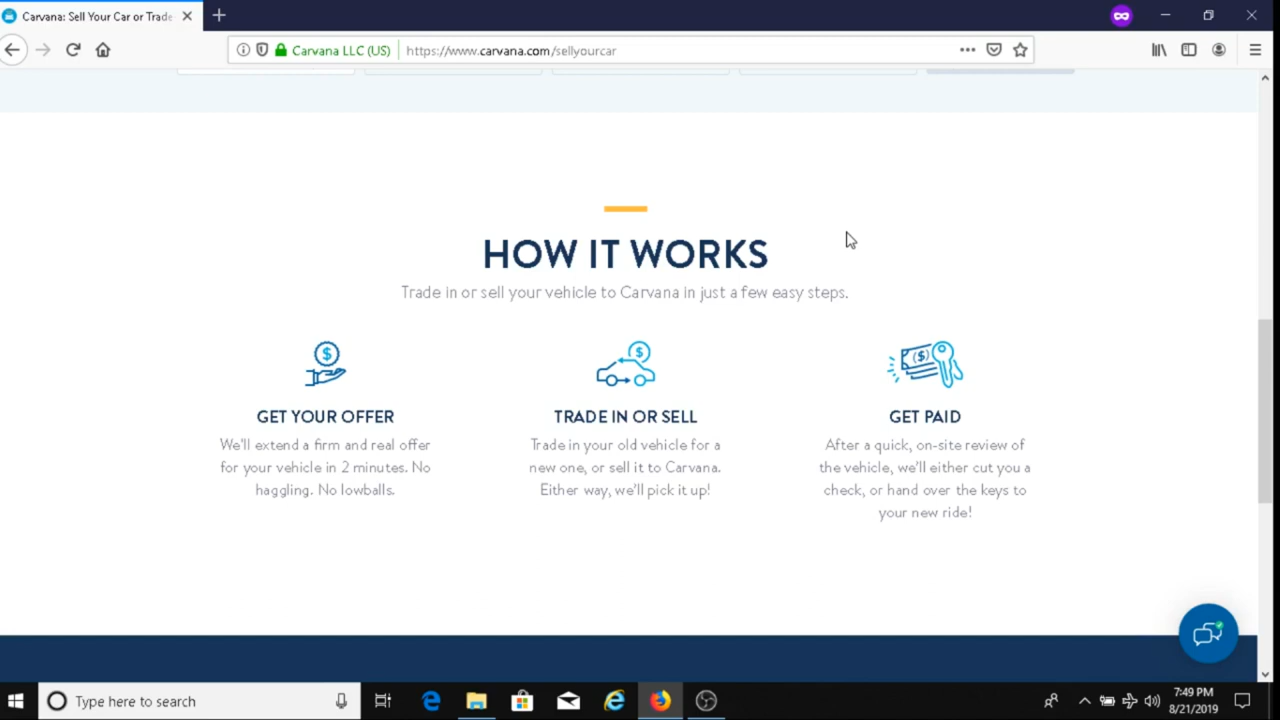 Carvana: Sell Your Car or Trade
Carvana LLC (US)
https://www.carvana.com/sellyourcar
HOW IT WORKS
Trade in or sell your vehicle to Carvana in just a few easy steps.
GET YOUR OFFER
We'll extend a firm and real offer
for your vehicle in 2 minutes. No
haggling. No lowballs.
TRADE IN OR SELL
Trade in your old vehicle for a
new one, or sell it to Carvana.
Either way, we'll pick it up!
GET PAID
After a quick, on-site review of
the vehicle, we'll either cut you a
check, or hand over the keys to
your new ride!
Type here to search
7:49 PM
8/21/2019